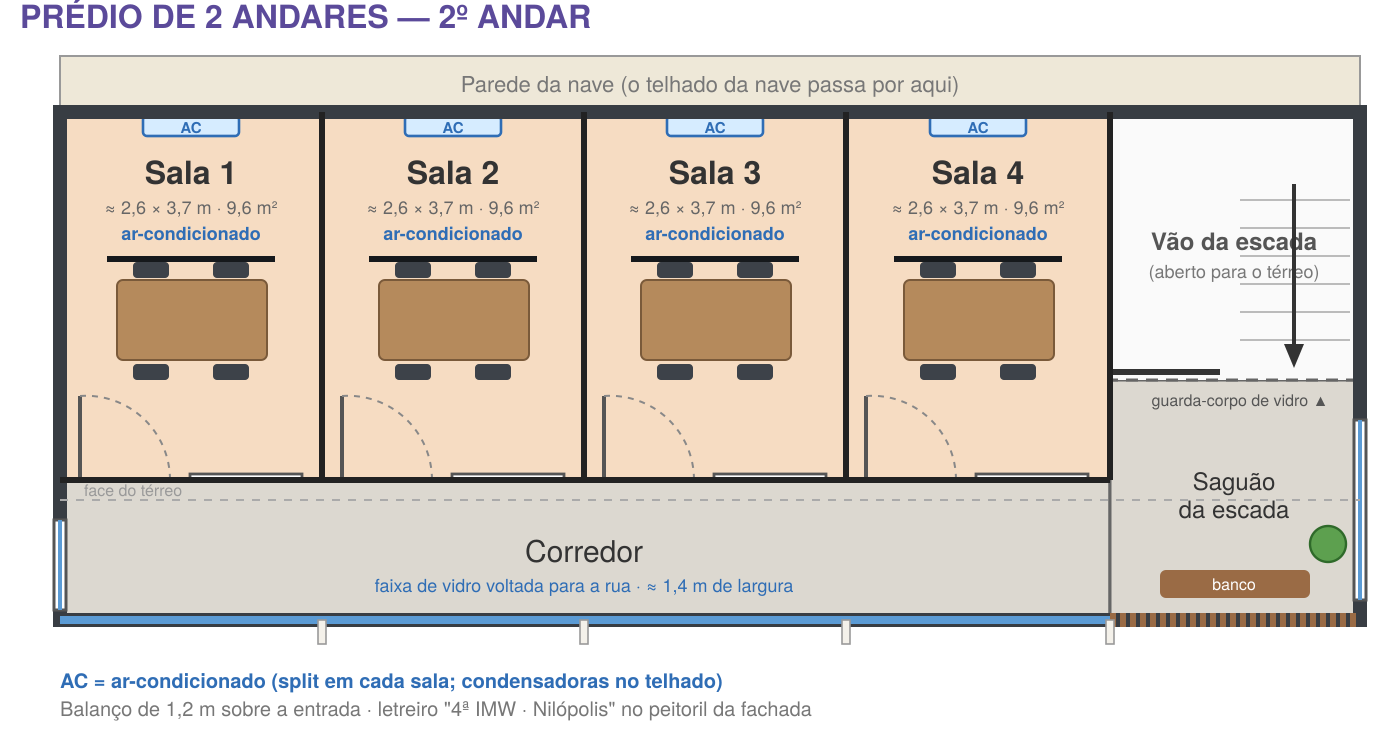 PRÉDIO DE 2 ANDARES — 2º ANDAR
Parede da nave (o telhado da nave passa por aqui)
AC
AC
AC
AC
Sala 1
Sala 2
Sala 3
Sala 4
≈ 2,6 × 3,7 m · 9,6 m²
≈ 2,6 × 3,7 m · 9,6 m²
≈ 2,6 × 3,7 m · 9,6 m²
≈ 2,6 × 3,7 m · 9,6 m²
ar-condicionado
ar-condicionado
ar-condicionado
ar-condicionado
Vão da escada
(aberto para o térreo)
guarda-corpo de vidro ▲
face do térreo
Saguão
da escada
Corredor
faixa de vidro voltada para a rua · ≈ 1,4 m de largura
banco
AC = ar-condicionado (split em cada sala; condensadoras no telhado)
Balanço de 1,2 m sobre a entrada · letreiro "4ª IMW · Nilópolis" no peitoril da fachada